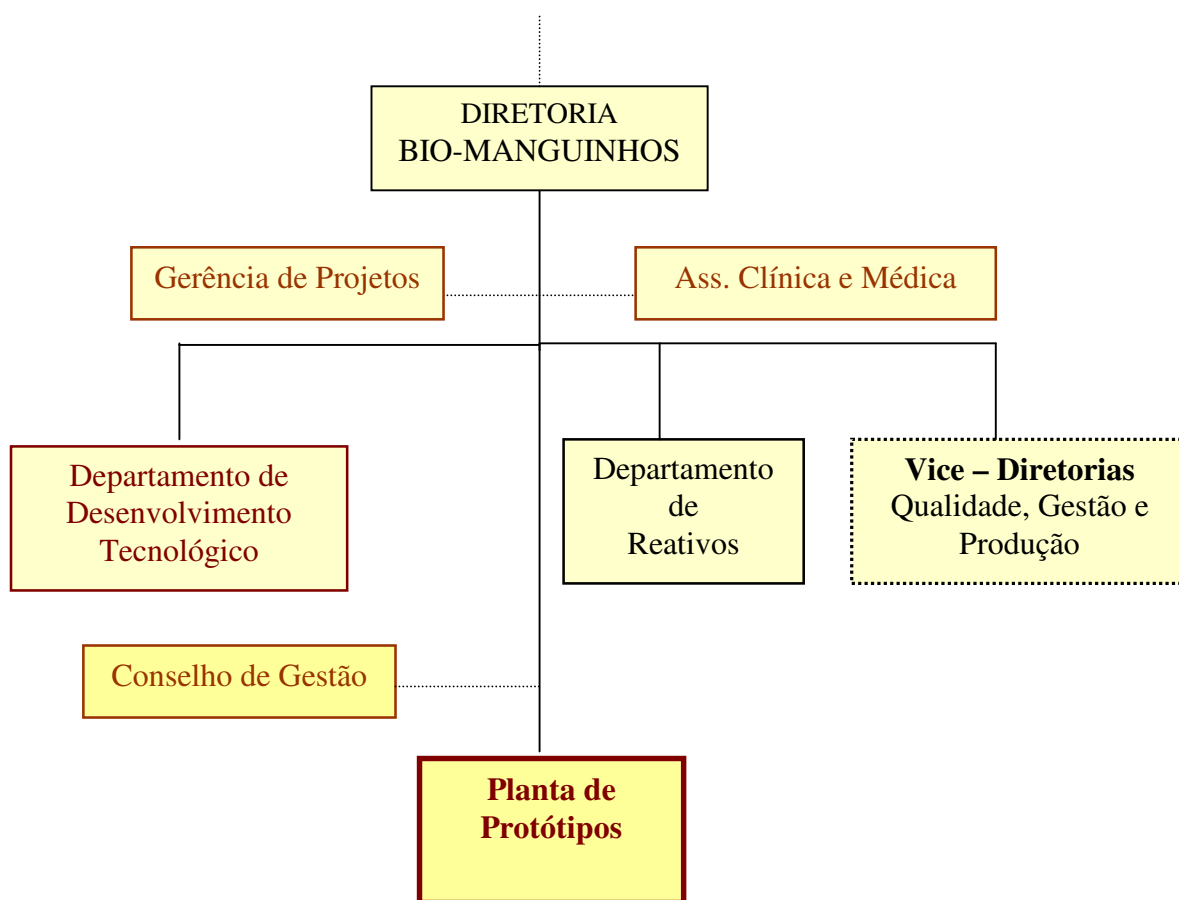 DIRETORIA
BIO-MANGUINHOS
Gerência de Projetos
Ass. Clínica e Médica
Departamento de
Desenvolvimento
Tecnológico
Departamento
de
Reativos
Vice – Diretorias
Qualidade, Gestão e
Produção
Conselho de Gestão
Planta de
Protótipos